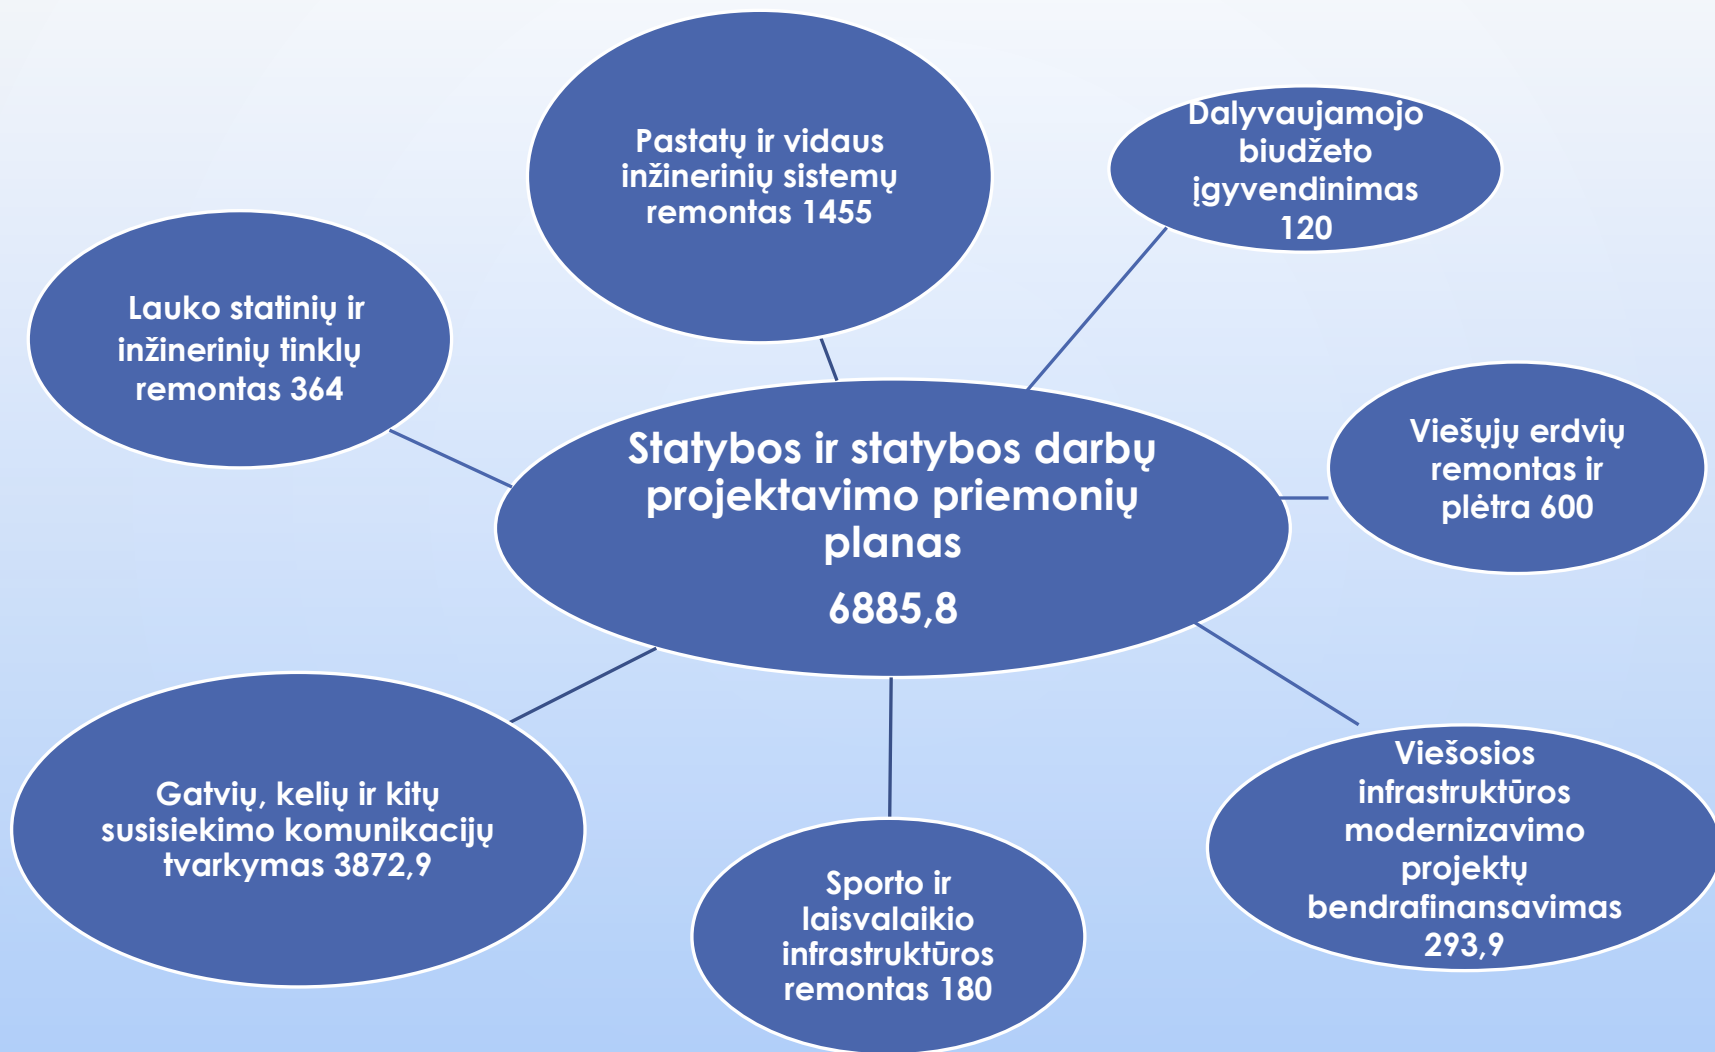 Pastatų ir vidaus
inžinerinių sistemų
remontas 1455
Dalyvaujamojo
biudžeto
įgyvendinimas
120
Lauko statinių ir
inžinerinių tinklų
remontas 364
Viešųjų erdvių
remontas ir
plėtra 600
Statybos ir statybos darbų
projektavimo priemonių
planas
6885,8
Gatvių, kelių ir kitų
susisiekimo komunikacijų
tvarkymas 3872,9
Sporto ir
laisvalaikio
infrastruktūros
remontas 180
Viešosios
infrastruktūros
modernizavimo
projektų
bendrafinansavimas
293,9